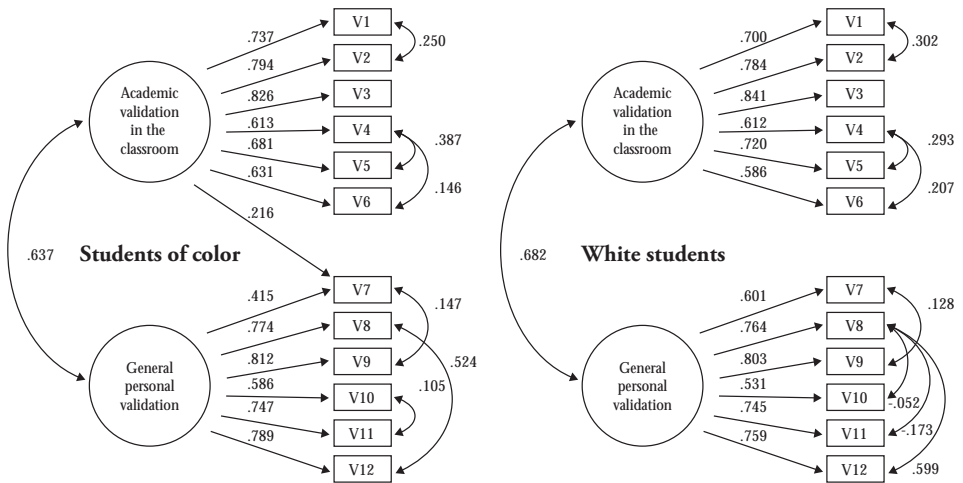 V1
.737
.250
V2
.794
Academic
validation
in the
classroom
.826
V3
.613
V4
.387
.681
V5
.631
.146
V6
.216
.637
Students of color
V7
.415
.147
V8
.774
General
personal
validation
.812
V9
.524
.586
V10
.105
.747
V11
.789
V12
V1
.700
.302
V2
.784
Academic
validation
in the
classroom
.841
V3
.612
V4
.293
.720
V5
.586
.207
V6
.682
White students
V7
.601
.128
V8
.764
General
personal
validation
.803
V9
.531
V10
-.052
.745
V11
-.173
.759
V12
.599